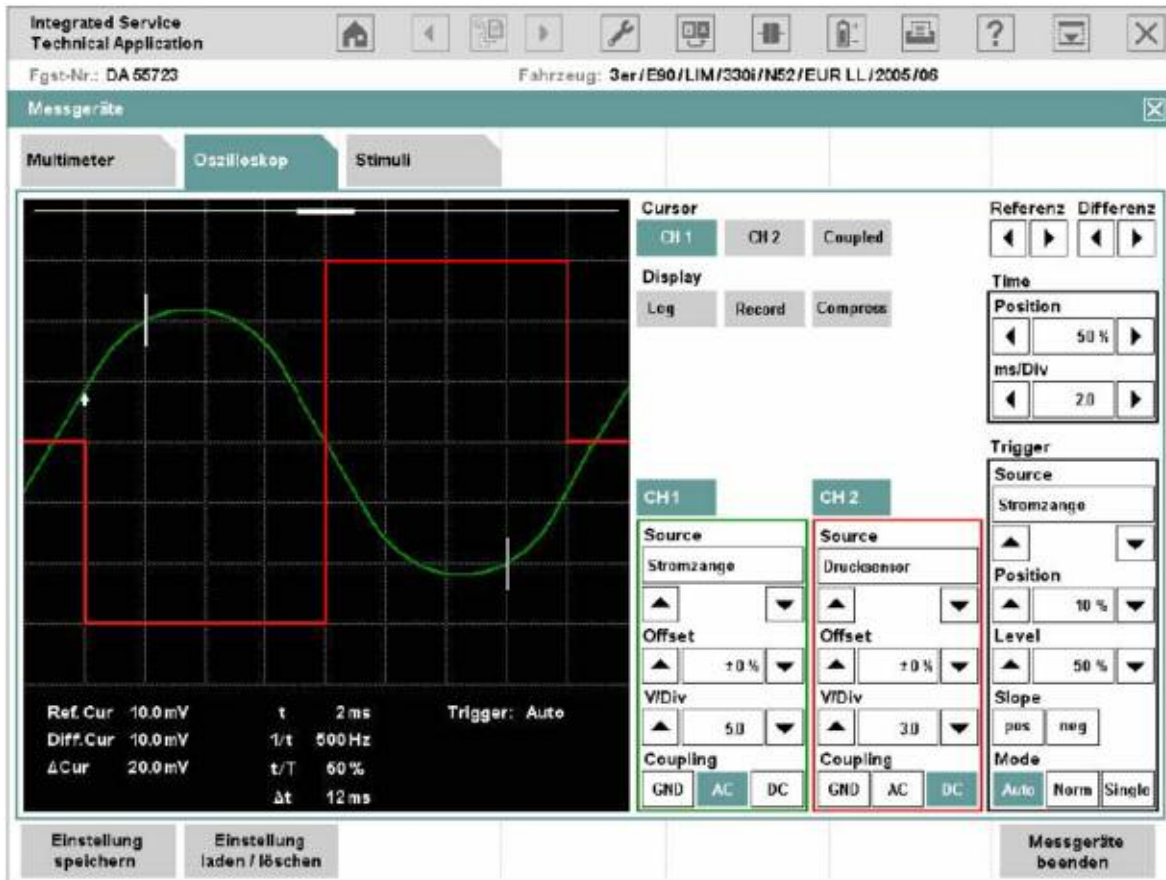 Integrated Service
Technical Application
?
Fgst-Nr.: DA 55723
Fahrzeug: 3er/E90/LIM/330i/N52/EUR LL/2005/06
Messgeräte
Multimeter
Oszilloskop
Stimuli
Cursor
CH 1
CH 2
Coupled
Referenz Differenz
Display
Log
Record
Compress
Time
Position
50 %
ms/Div
2.0
Trigger
Source
Stromzange
Position
10 %
Level
50 %
Slope
pos
neg
Mode
Auto
Norm
Single
CH 1
Source
Stromzange
Offset
±0 %
V/Div
5.0
Coupling
GND
AC
DC
CH 2
Source
Drucksensor
Offset
±0 %
V/Div
3.0
Coupling
GND
AC
DC
Ref. Cur 10.0 mV t 2 ms Trigger: Auto
Diff.Cur 10.0 mV 1/t 500 Hz
ΔCur 20.0 mV t/T 60 %
Δt 12 ms
Einstellung
speichern
Einstellung
laden / löschen
Messgeräte
beenden